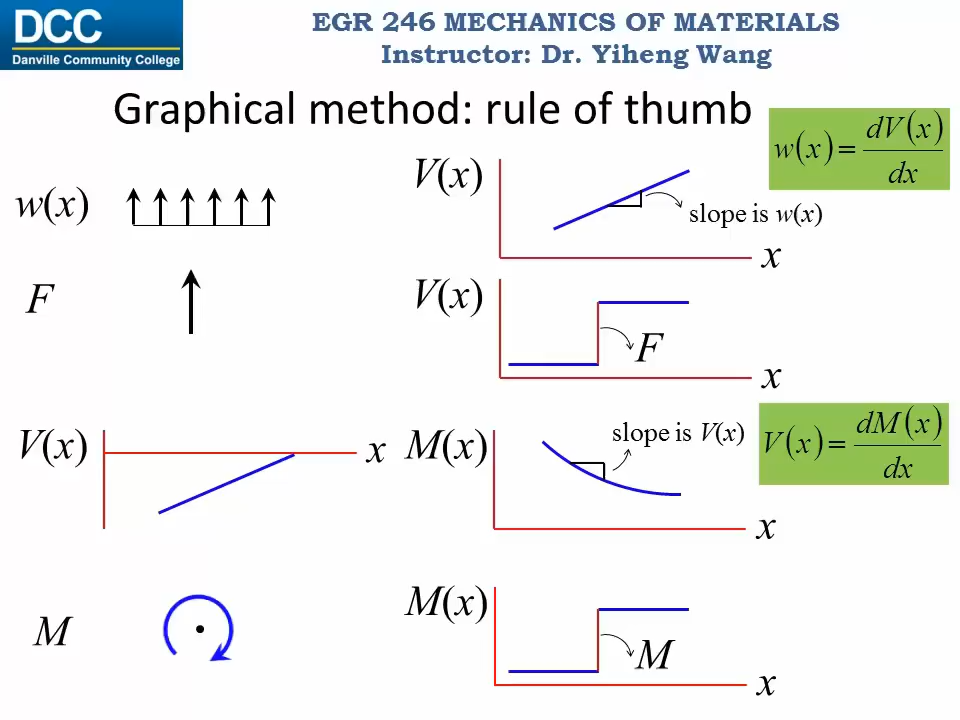 DCC
Danville Community College
EGR 246 MECHANICS OF MATERIALS
Instructor: Dr. Yiheng Wang
Graphical method: rule of thumb
w(x) = dV(x)/dx
w(x)
V(x)
slope is w(x)
x
F
V(x)
F
x
V(x)
x
M(x)
slope is V(x)
V(x) = dM(x)/dx
x
M
M(x)
M
x